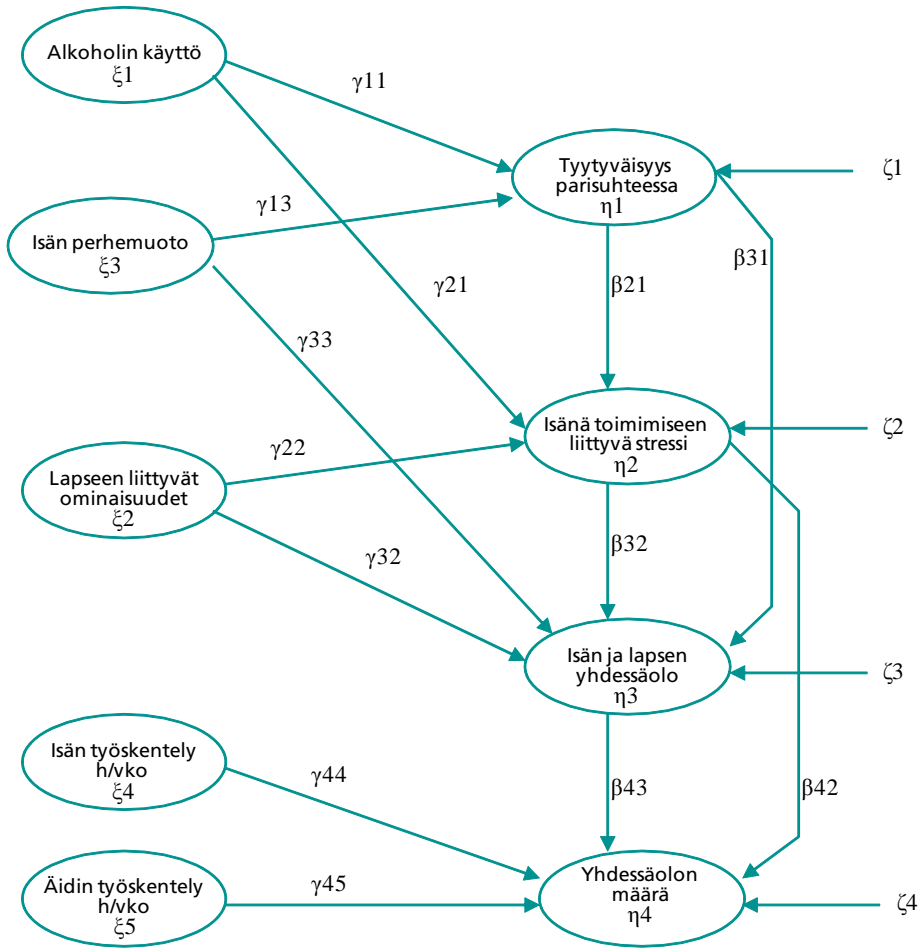 Alkoholin käyttö
ξ1
γ11
Tyytyväisyys
parisuhteessa
η1
ζ1
γ13
Isän perhemuoto
ξ3
β31
γ21
β21
γ33
Isänä toimimiseen
liittyvä stressi
η2
ζ2
γ22
Lapseen liittyvät
ominaisuudet
ξ2
γ32
β32
Isän ja lapsen
yhdessäolo
η3
ζ3
Isän työskentely
h/vko
ξ4
γ44
β43
β42
Äidin työskentely
h/vko
ξ5
γ45
Yhdessäolon
määrä
η4
ζ4